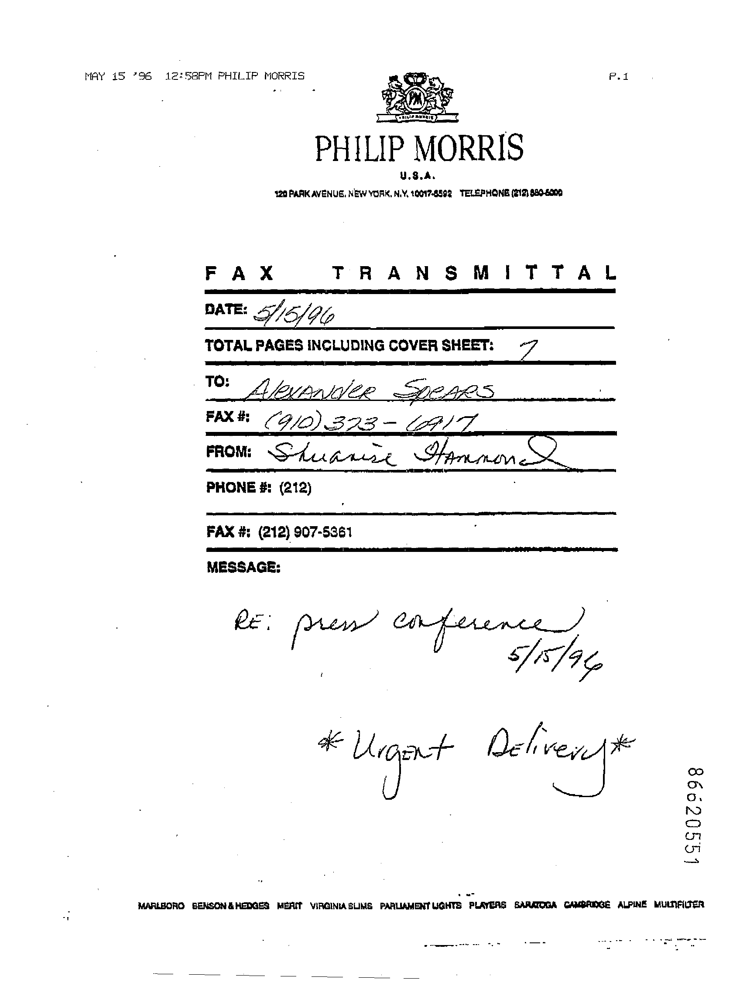 MAY 15 '96 12:58PM PHILIP MORRIS P.1
PM
PHILIP MORRIS
PHILIP MORRIS
U.S.A.
120 PARK AVENUE, NEW YORK, N.Y. 10017-5592 TELEPHONE (212) 880-5000
FAX TRANSMITTAL
DATE: 5/15/96
TOTAL PAGES INCLUDING COVER SHEET: 7
TO: Alexander Spears
FAX #: (910) 373-6917
FROM: Shuanise Hammond
PHONE #: (212)
FAX #: (212) 907-5361
MESSAGE:
RE: press conference
5/15/96
* Urgent Delivery *
86620551
MARLBORO BENSON & HEDGES MERIT VIRGINIA SLIMS PARLIAMENT LIGHTS PLAYERS SARATOGA CAMBRIDGE ALPINE MULTIFILTER